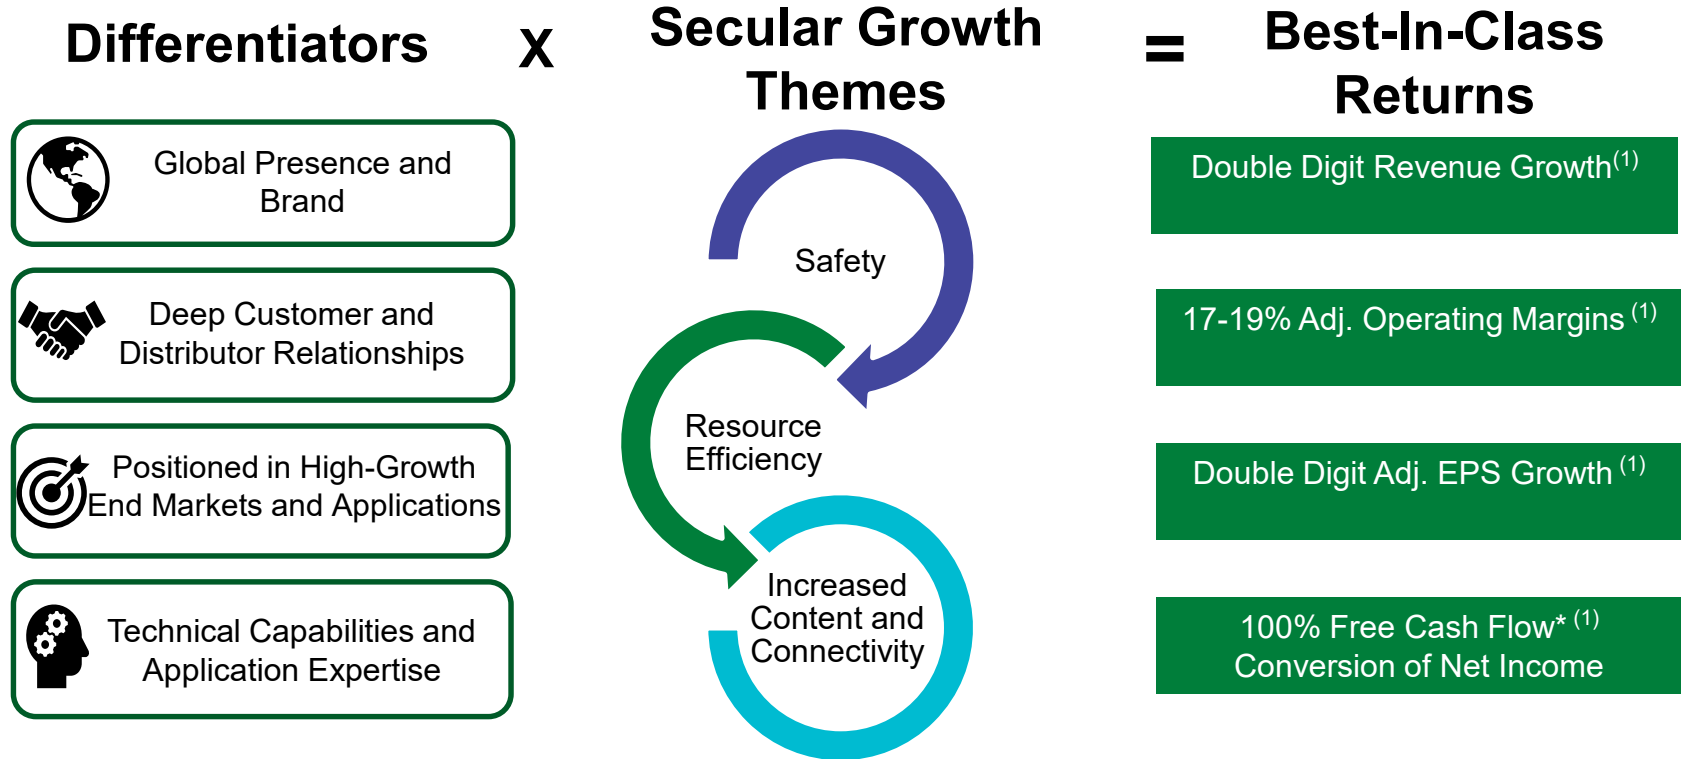 Differentiators
x
Secular Growth
Themes
=
Best-In-Class
Returns
Global Presence and
Brand
Deep Customer and
Distributor Relationships
Positioned in High-Growth
End Markets and Applications
Technical Capabilities and
Application Expertise
Safety
Resource
Efficiency
Increased
Content and
Connectivity
Double Digit Revenue Growth(1)
17-19% Adj. Operating Margins (1)
Double Digit Adj. EPS Growth (1)
100% Free Cash Flow* (1)
Conversion of Net Income